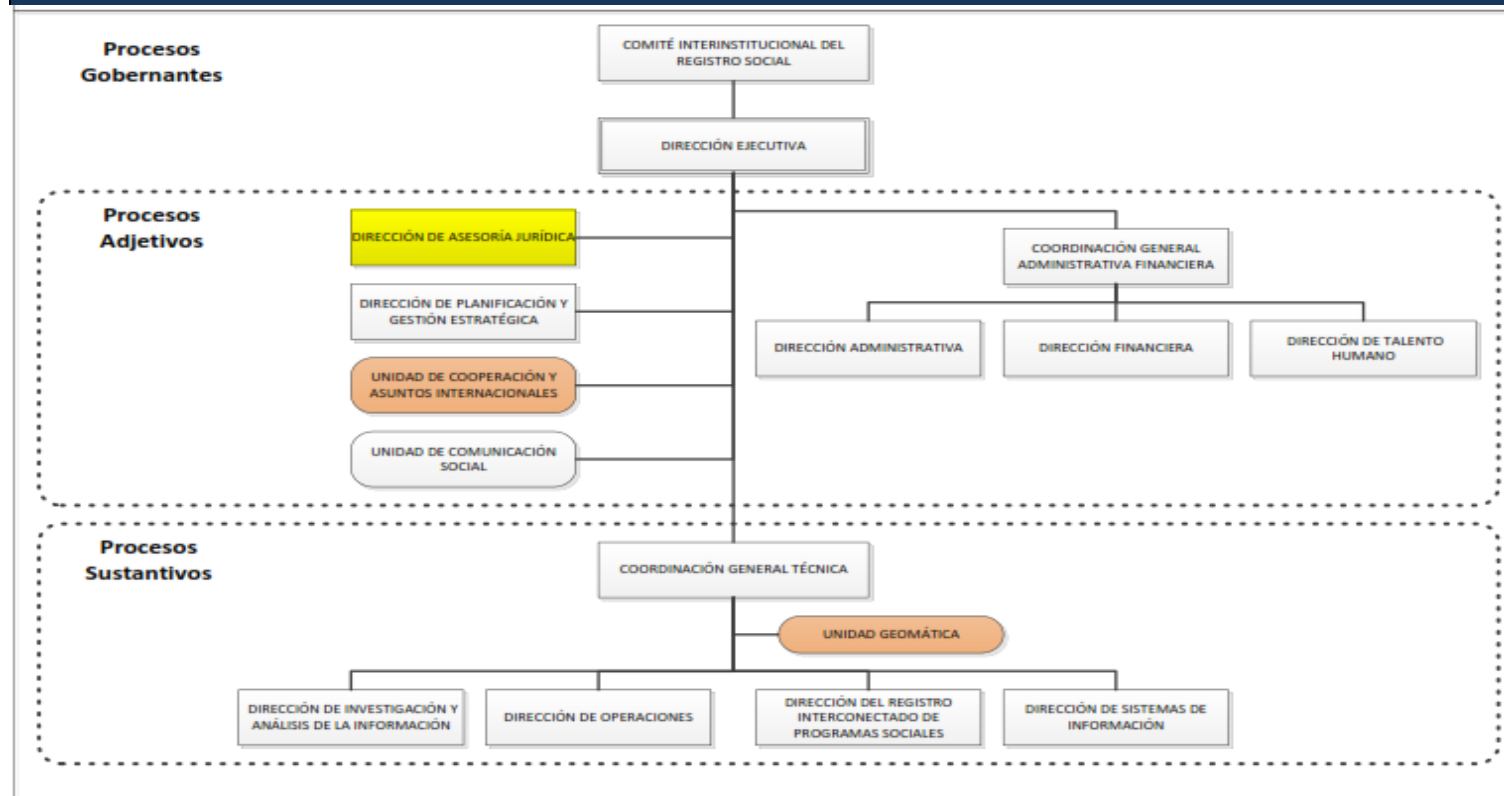 Procesos
Gobernantes
COMITÉ INTERINSTITUCIONAL DEL
REGISTRO SOCIAL
DIRECCIÓN EJECUTIVA
Procesos
Adjetivos
DIRECCIÓN DE ASESORÍA JURÍDICA
DIRECCIÓN DE PLANIFICACIÓN Y
GESTIÓN ESTRATÉGICA
UNIDAD DE COOPERACIÓN Y
ASUNTOS INTERNACIONALES
UNIDAD DE COMUNICACIÓN
SOCIAL
COORDINACIÓN GENERAL
ADMINISTRATIVA FINANCIERA
DIRECCIÓN ADMINISTRATIVA
DIRECCIÓN FINANCIERA
DIRECCIÓN DE TALENTO
HUMANO
Procesos
Sustantivos
COORDINACIÓN GENERAL TÉCNICA
UNIDAD GEOMÁTICA
DIRECCIÓN DE INVESTIGACIÓN Y
ANÁLISIS DE LA INFORMACIÓN
DIRECCIÓN DE OPERACIONES
DIRECCIÓN DEL REGISTRO
INTERCONECTADO DE
PROGRAMAS SOCIALES
DIRECCIÓN DE SISTEMAS DE
INFORMACIÓN